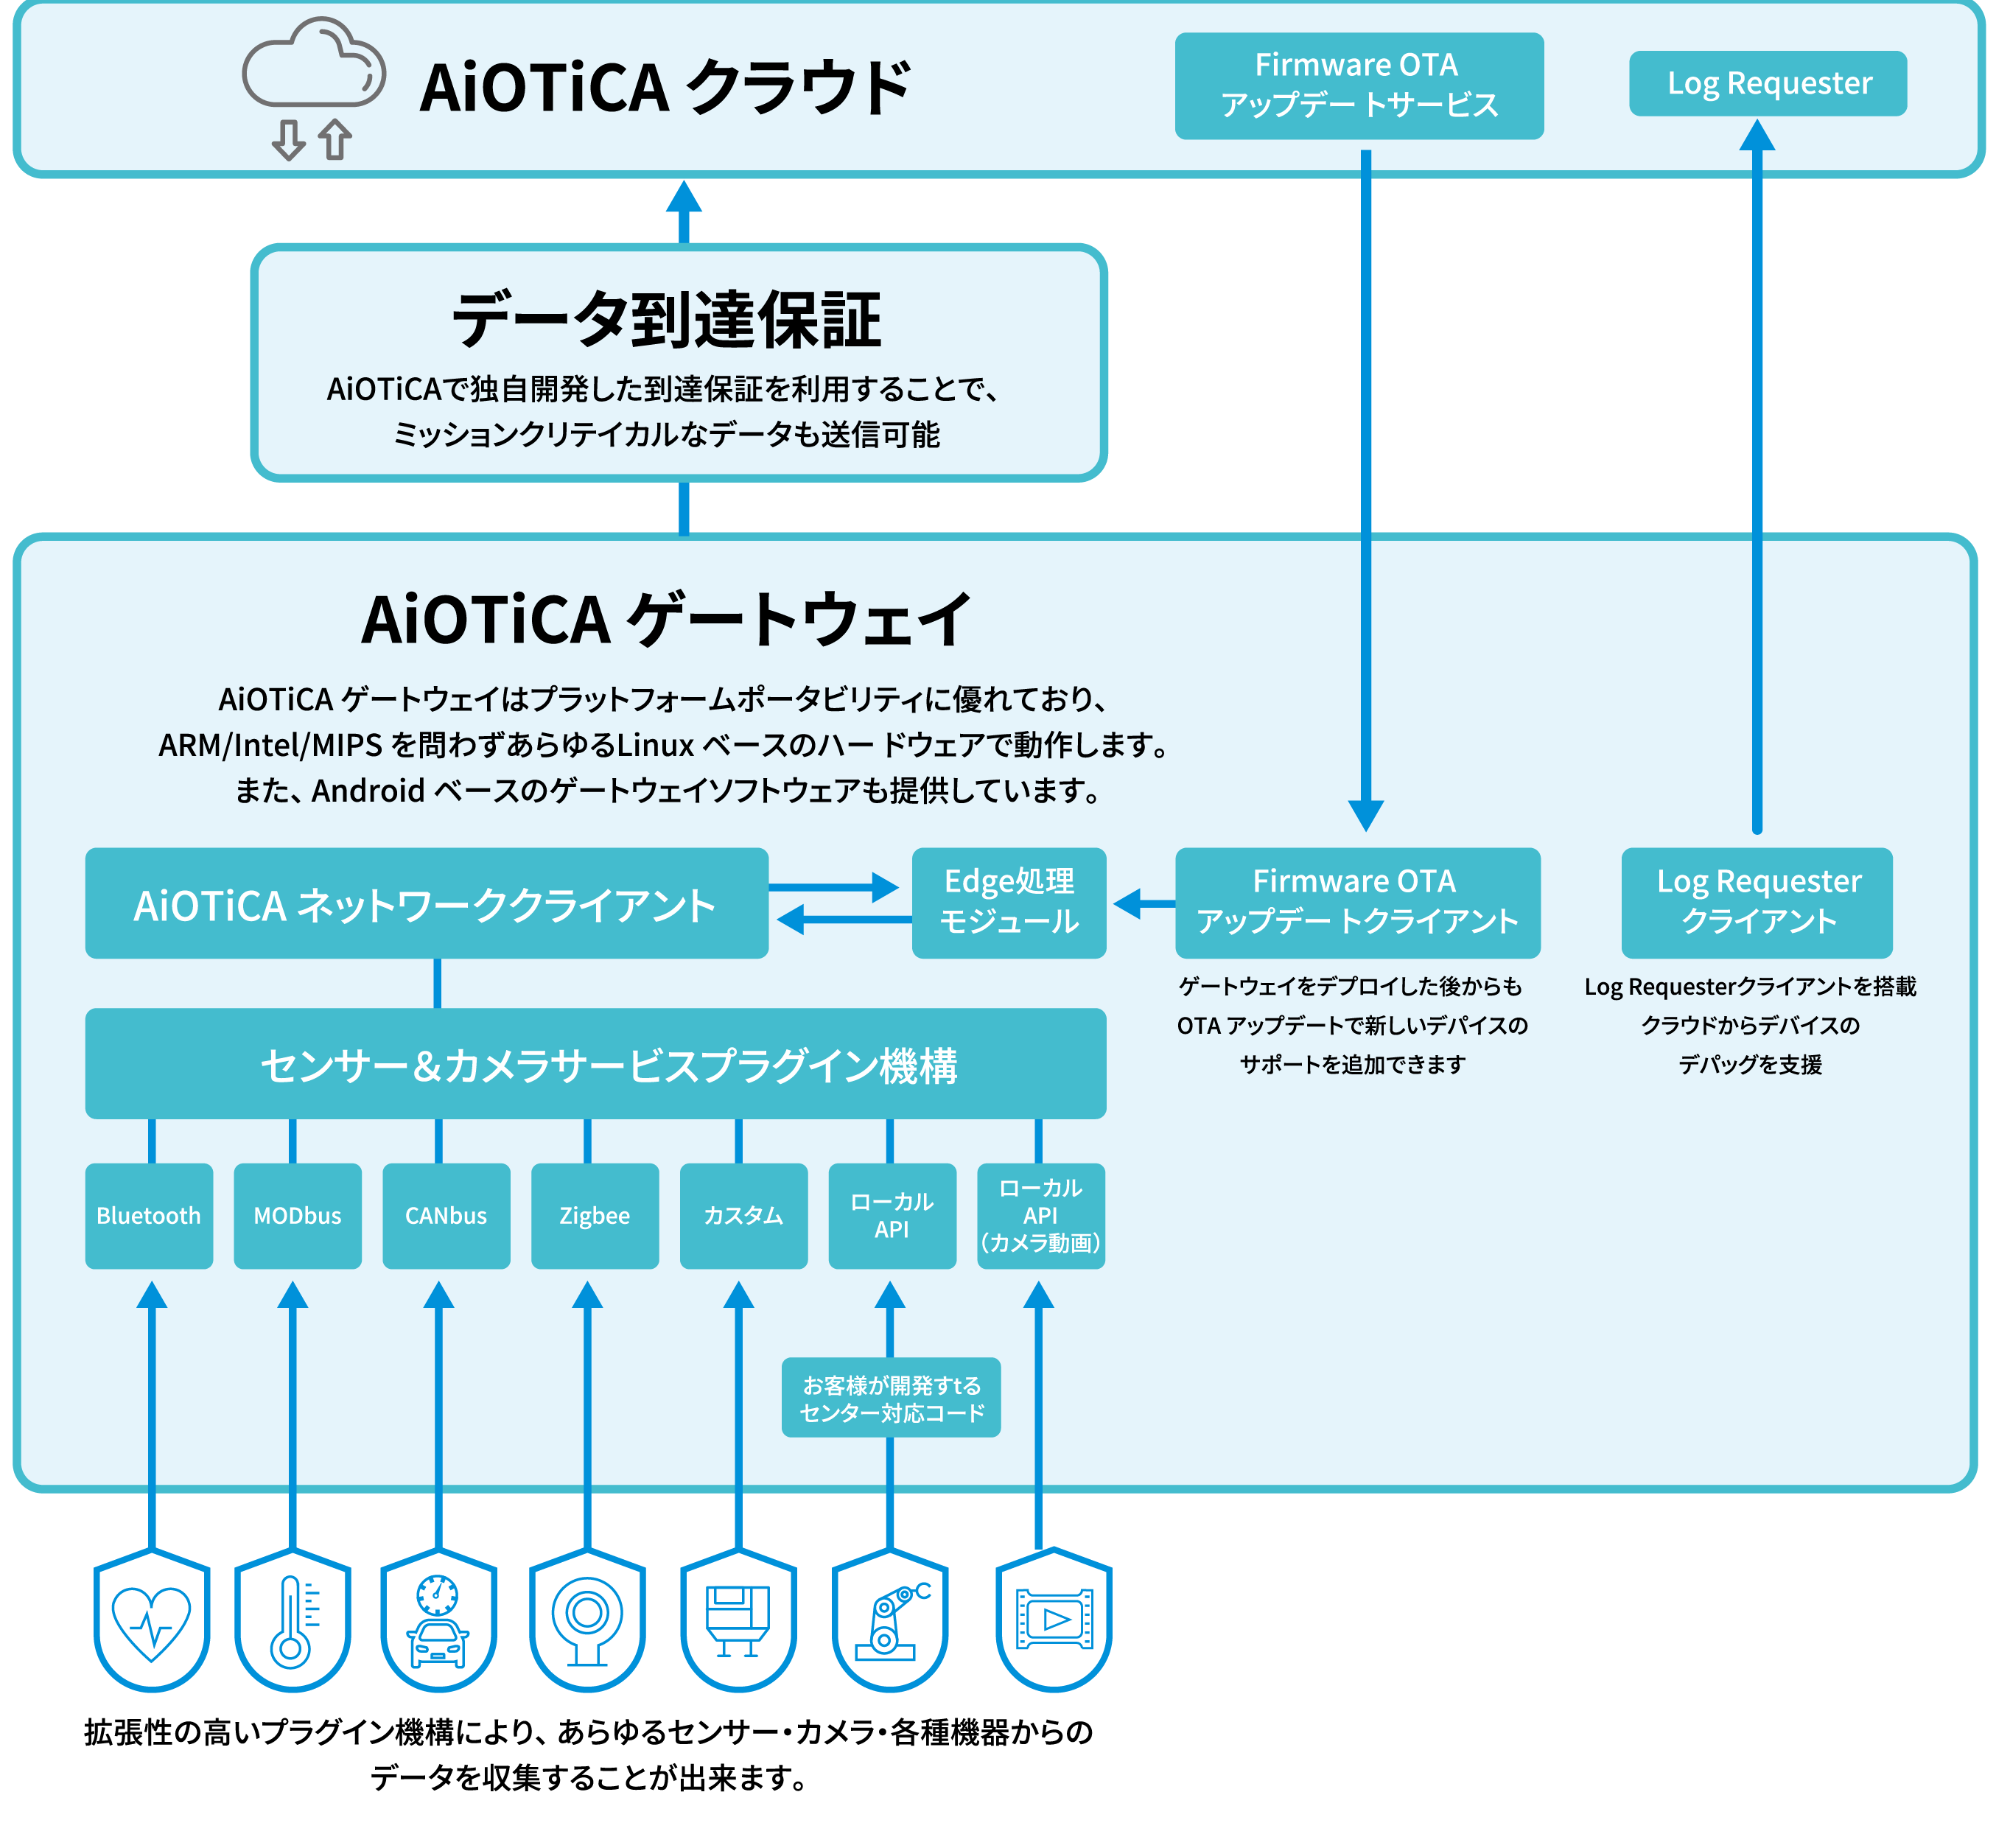 AiOTiCA クラウド
Firmware OTA
アップデートサービス
Log Requester
データ到達保証
AiOTiCAで独自開発した到達保証を利用することで、
ミッションクリテイカルなデータも送信可能
AiOTiCA ゲートウェイ
AiOTiCA ゲートウェイはプラットフォームポータビリティに優れており、
ARM/Intel/MIPS を問わずあらゆるLinux ベースのハードウェアで動作します。
また、Android ベースのゲートウェイソフトウェアも提供しています。
AiOTiCA ネットワーククライアント
Edge処理
モジュール
Firmware OTA
アップデートクライアント
Log Requester
クライアント
ゲートウェイをデプロイした後からも
OTA アップデートで新しいデバイスの
サポートを追加できます
Log Requesterクライアントを搭載
クラウドからデバイスの
デバッグを支援
センサー&カメラサービスプラグイン機構
Bluetooth
MODbus
CANbus
Zigbee
カスタム
ローカル
API
ローカル
API
（カメラ動画）
お客様が開発すtる
センター対応コード
拡張性の高いプラグイン機構により、あらゆるセンサー・カメラ・各種機器からの
データを収集することが出来ます。